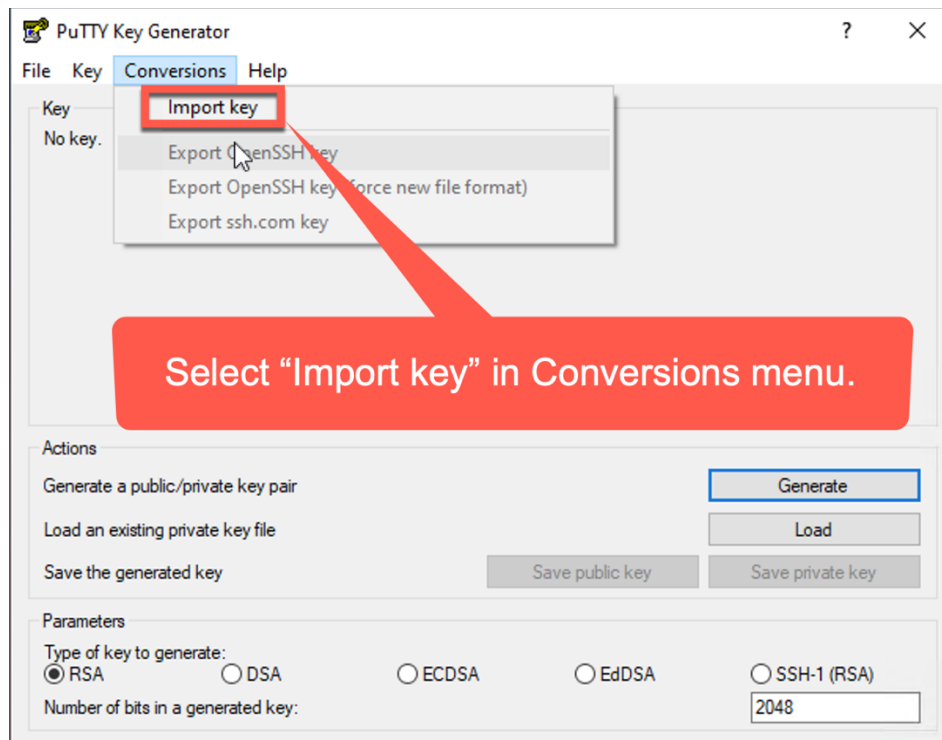 PuTTY Key Generator ? ×
File Key Conversions Help
Key
Import key
No key.
Export OpenSSH key
Export OpenSSH key (force new file format)
Export ssh.com key
Select “Import key” in Conversions menu.
Actions
Generate a public/private key pair Generate
Load an existing private key file Load
Save the generated key Save public key Save private key
Parameters
Type of key to generate:
RSA DSA ECDSA EdDSA SSH-1 (RSA)
Number of bits in a generated key: 2048